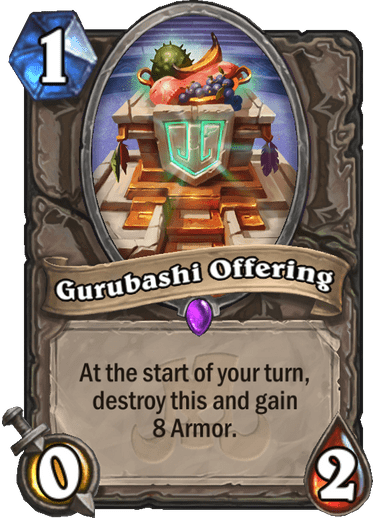 1
Gurubashi Offering
At the start of your turn,
destroy this and gain
8 Armor.
0
2